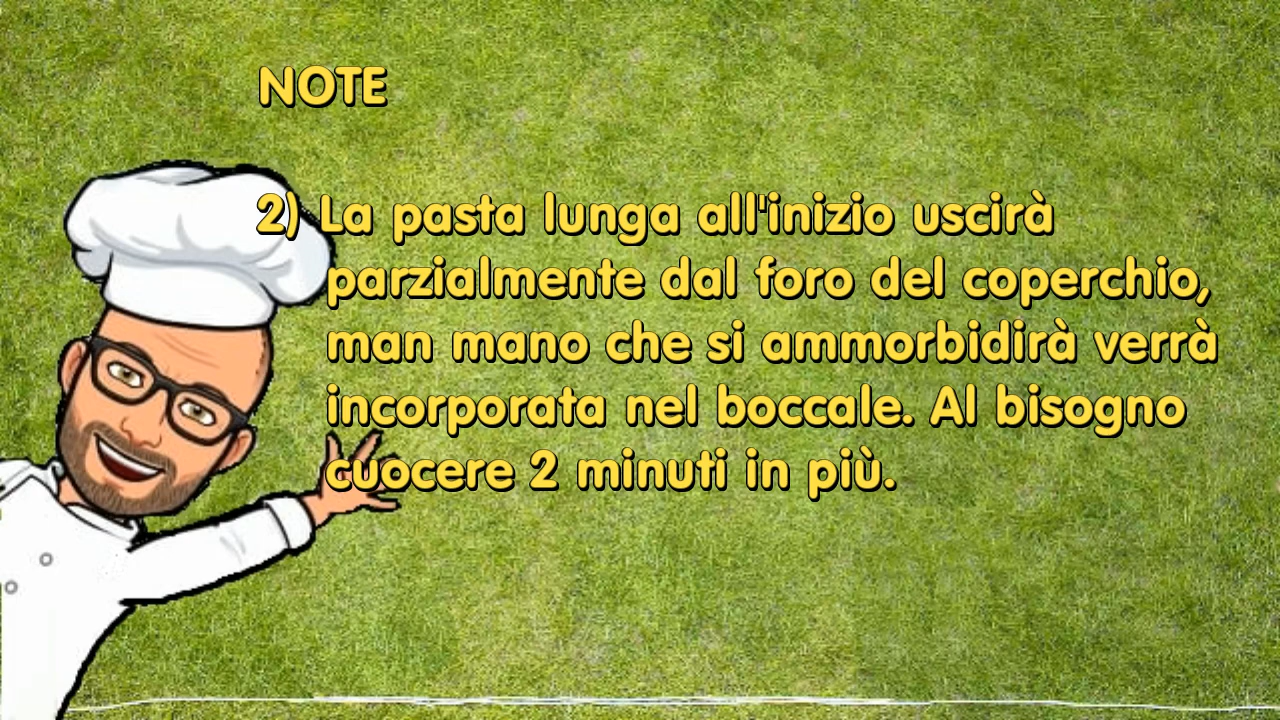 NOTE
2) La pasta lunga all'inizio uscirà
parzialmente dal foro del coperchio,
man mano che si ammorbidirà verrà
incorporata nel boccale. Al bisogno
cuocere 2 minuti in più.